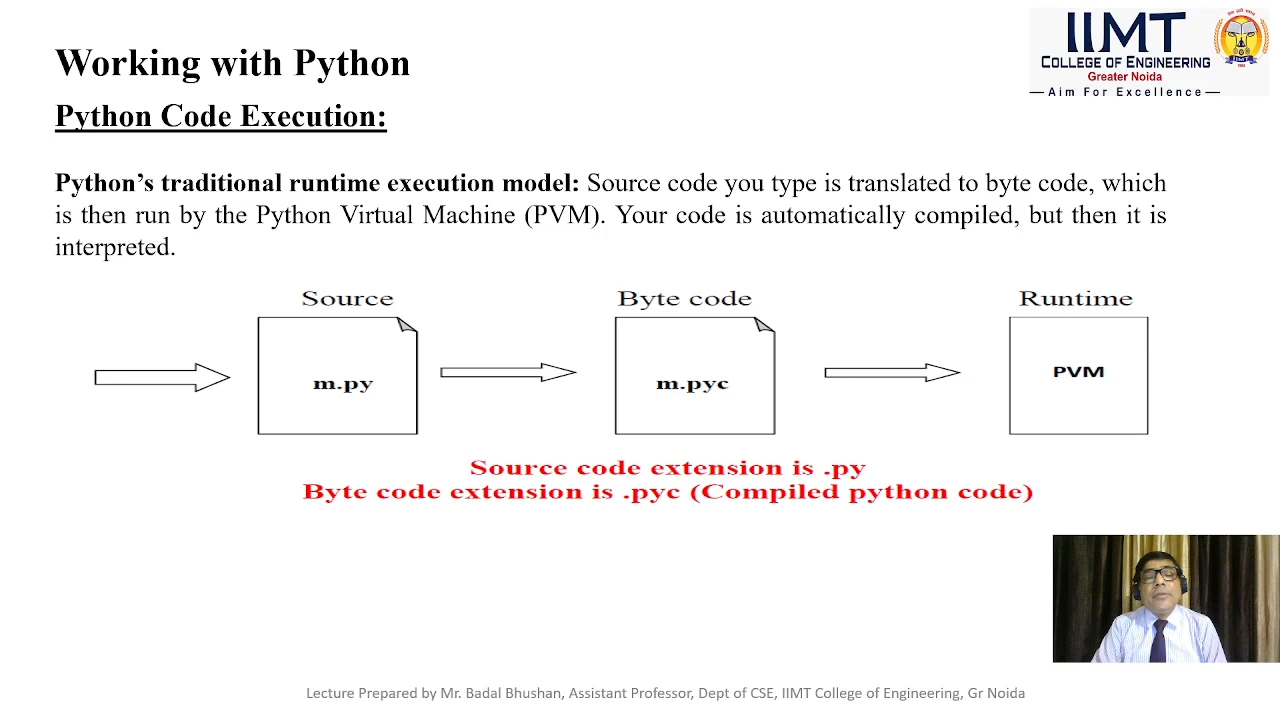 IIMT
COLLEGE OF ENGINEERING
Greater Noida
Aim For Excellence
IIMT
Working with Python
Python Code Execution:
Python’s traditional runtime execution model: Source code you type is translated to byte code, which
is then run by the Python Virtual Machine (PVM). Your code is automatically compiled, but then it is
interpreted.
Source
Byte code
Runtime
m.py
m.pyc
PVM
Source code extension is .py
Byte code extension is .pyc (Compiled python code)
Lecture Prepared by Mr. Badal Bhushan, Assistant Professor, Dept of CSE, IIMT College of Engineering, Gr Noida